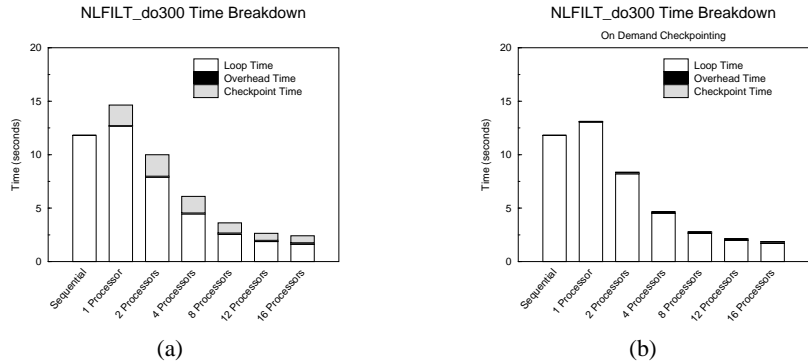 NLFILT_do300 Time Breakdown
20
15
10
5
0
Time (seconds)
Loop Time
Overhead Time
Checkpoint Time
Sequential
1 Processor
2 Processors
4 Processors
8 Processors
12 Processors
16 Processors
(a)
NLFILT_do300 Time Breakdown
On Demand Checkpointing
20
15
10
5
0
Time (seconds)
Loop Time
Overhead Time
Checkpoint Time
Sequential
1 Processor
2 Processors
4 Processors
8 Processors
12 Processors
16 Processors
(b)